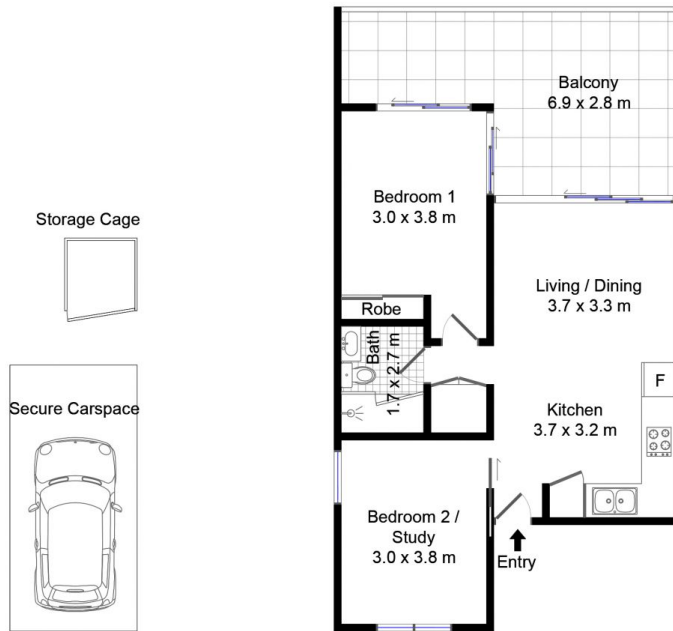 Balcony
6.9 x 2.8 m
Bedroom 1
3.0 x 3.8 m
Storage Cage
Living / Dining
3.7 x 3.3 m
Robe
Bath
1.7 x 2.7 m
F
Secure Carspace
Kitchen
3.7 x 3.2 m
Bedroom 2 /
Study
3.0 x 3.8 m
Entry